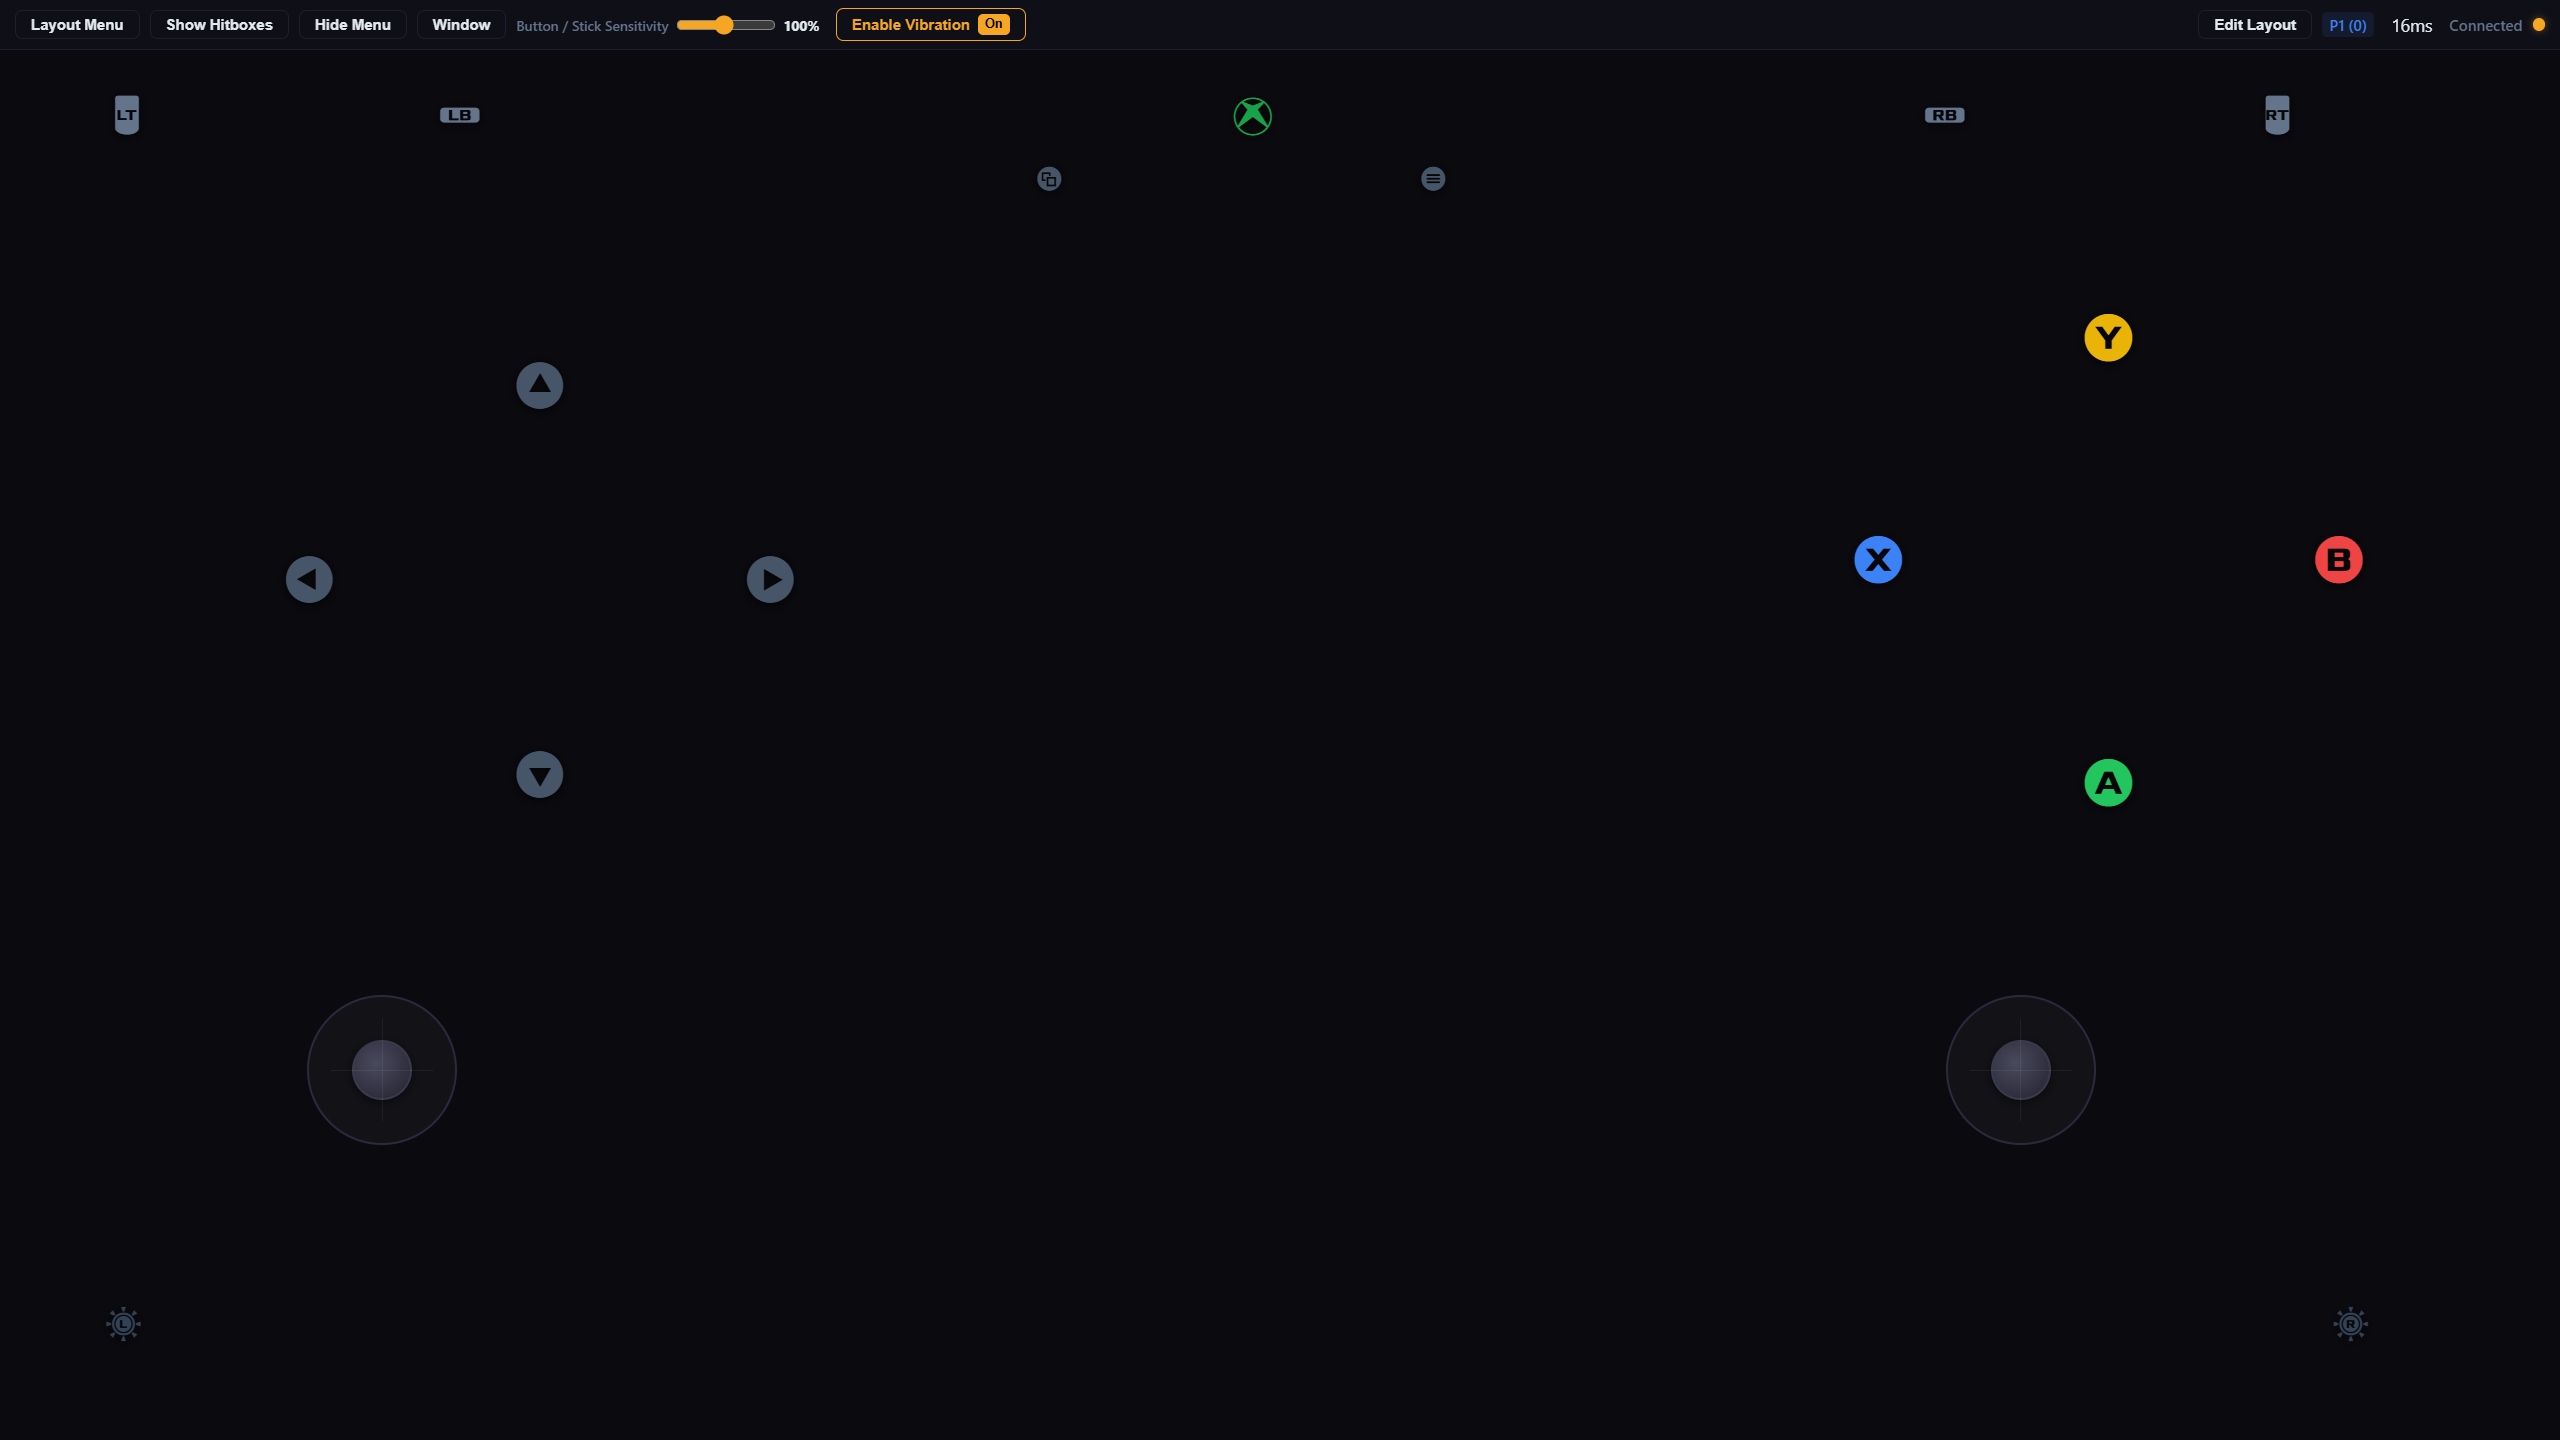 Layout Menu
Show Hitboxes
Hide Menu
Window
Button / Stick Sensitivity
100%
Enable Vibration On
Edit Layout
P1 (0)
16ms
Connected
LT
LB
RB
RT
Y
X
B
A
L
R